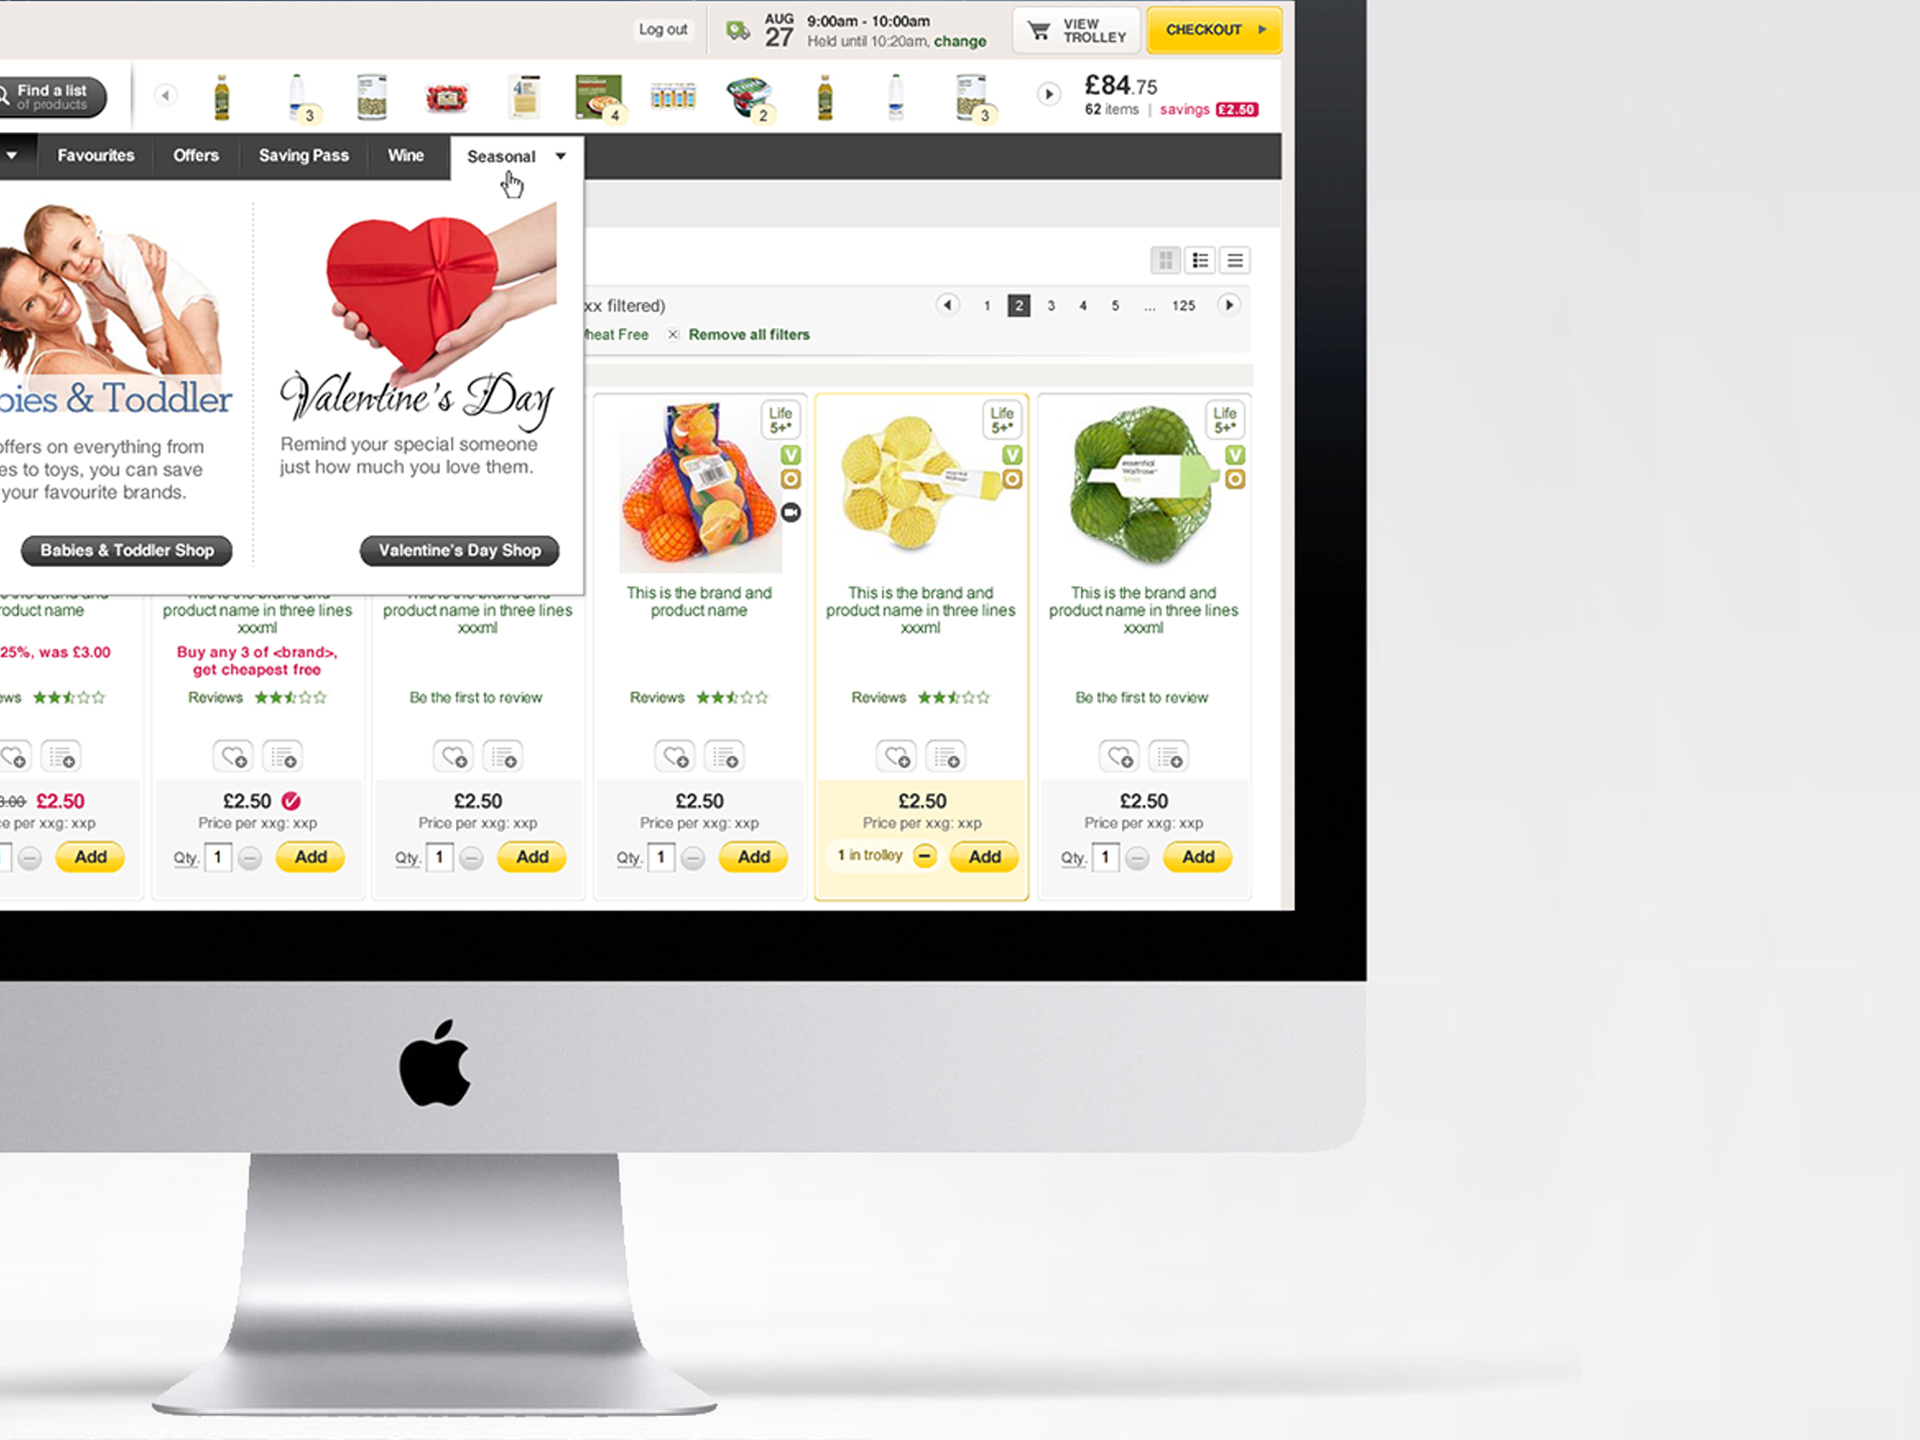 Log out
AUG
27
9:00am - 10:00am
Held until 10:20am, change
VIEW
TROLLEY
CHECKOUT
Find a list
of products
3
4
2
3
£84.75
62 items | savings £2.50
Favourites
Offers
Saving Pass
Wine
Seasonal
bies & Toddler
offers on everything from
es to toys, you can save
your favourite brands.
Babies & Toddler Shop
Valentine's Day
Remind your special someone
just how much you love them.
Valentine's Day Shop
xx filtered)
1 2 3 4 5 ... 125
heat Free
Remove all filters
Life
5+*
V
Life
5+*
V
essential
Waitrose
Life
5+*
V
This is the brand and
product name
This is the brand and
product name in three lines
xxxml
This is the brand and
product name in three lines
xxxml
roduct name
25%, was £3.00
product name in three lines
xxxml
Buy any 3 of <brand>,
get cheapest free
product name in three lines
xxxml
ews
Reviews
Be the first to review
Reviews
Reviews
Be the first to review
3.00 £2.50
£2.50
£2.50
£2.50
£2.50
£2.50
ce per xxg: xxp
Price per xxg: xxp
Price per xxg: xxp
Price per xxg: xxp
Price per xxg: xxp
Price per xxg: xxp
Add
Qty. 1 Add
Qty. 1 Add
Qty. 1 Add
1 in trolley Add
Qty. 1 Add